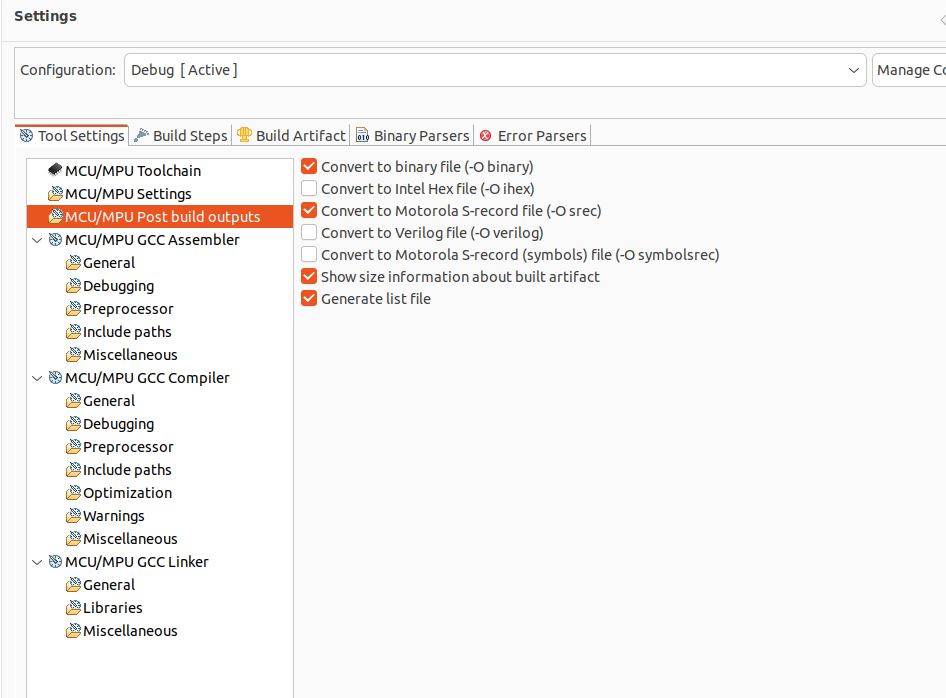 Settings
Configuration: Debug [ Active ] Manage Co
Tool Settings Build Steps Build Artifact Binary Parsers Error Parsers
MCU/MPU Toolchain
MCU/MPU Settings
MCU/MPU Post build outputs
MCU/MPU GCC Assembler
General
Debugging
Preprocessor
Include paths
Miscellaneous
MCU/MPU GCC Compiler
General
Debugging
Preprocessor
Include paths
Optimization
Warnings
Miscellaneous
MCU/MPU GCC Linker
General
Libraries
Miscellaneous
Convert to binary file (-O binary)
Convert to Intel Hex file (-O ihex)
Convert to Motorola S-record file (-O srec)
Convert to Verilog file (-O verilog)
Convert to Motorola S-record (symbols) file (-O symbolsrec)
Show size information about built artifact
Generate list file